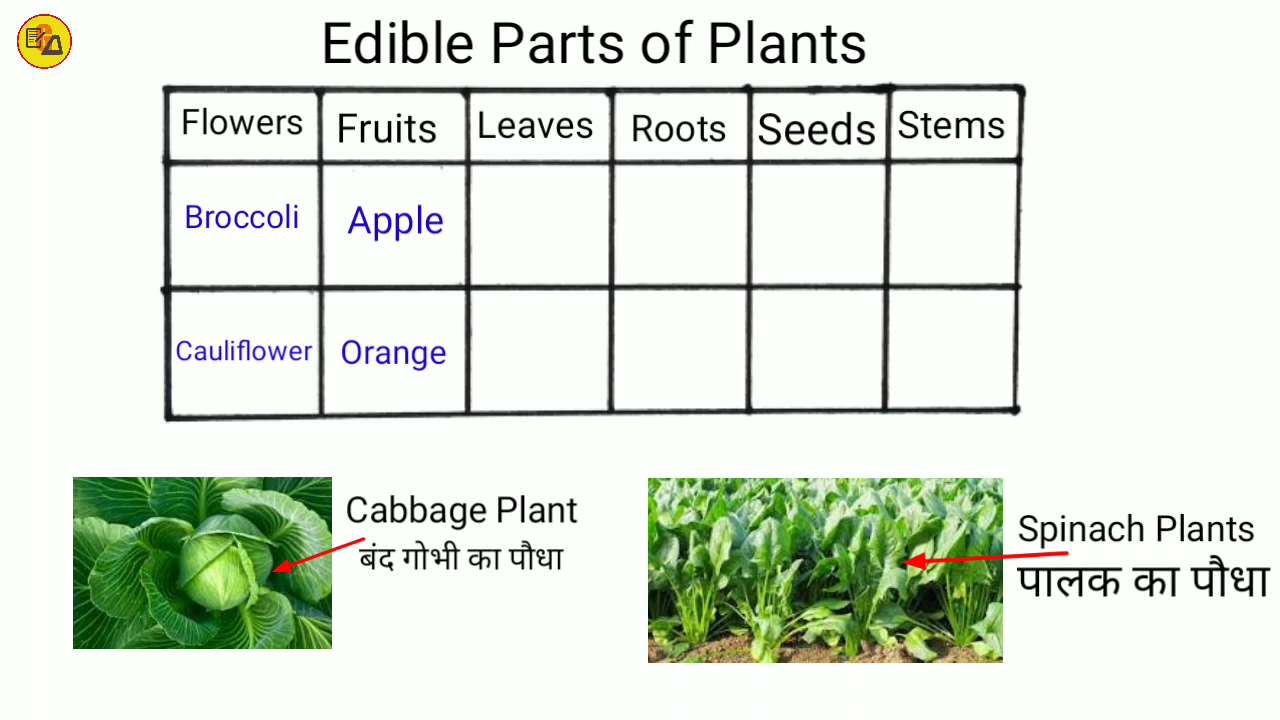 Edible Parts of Plants
Flowers Fruits Leaves Roots Seeds Stems
Broccoli Apple
Cauliflower Orange
Cabbage Plant
बंद गोभी का पौधा
Spinach Plants
पालक का पौधा